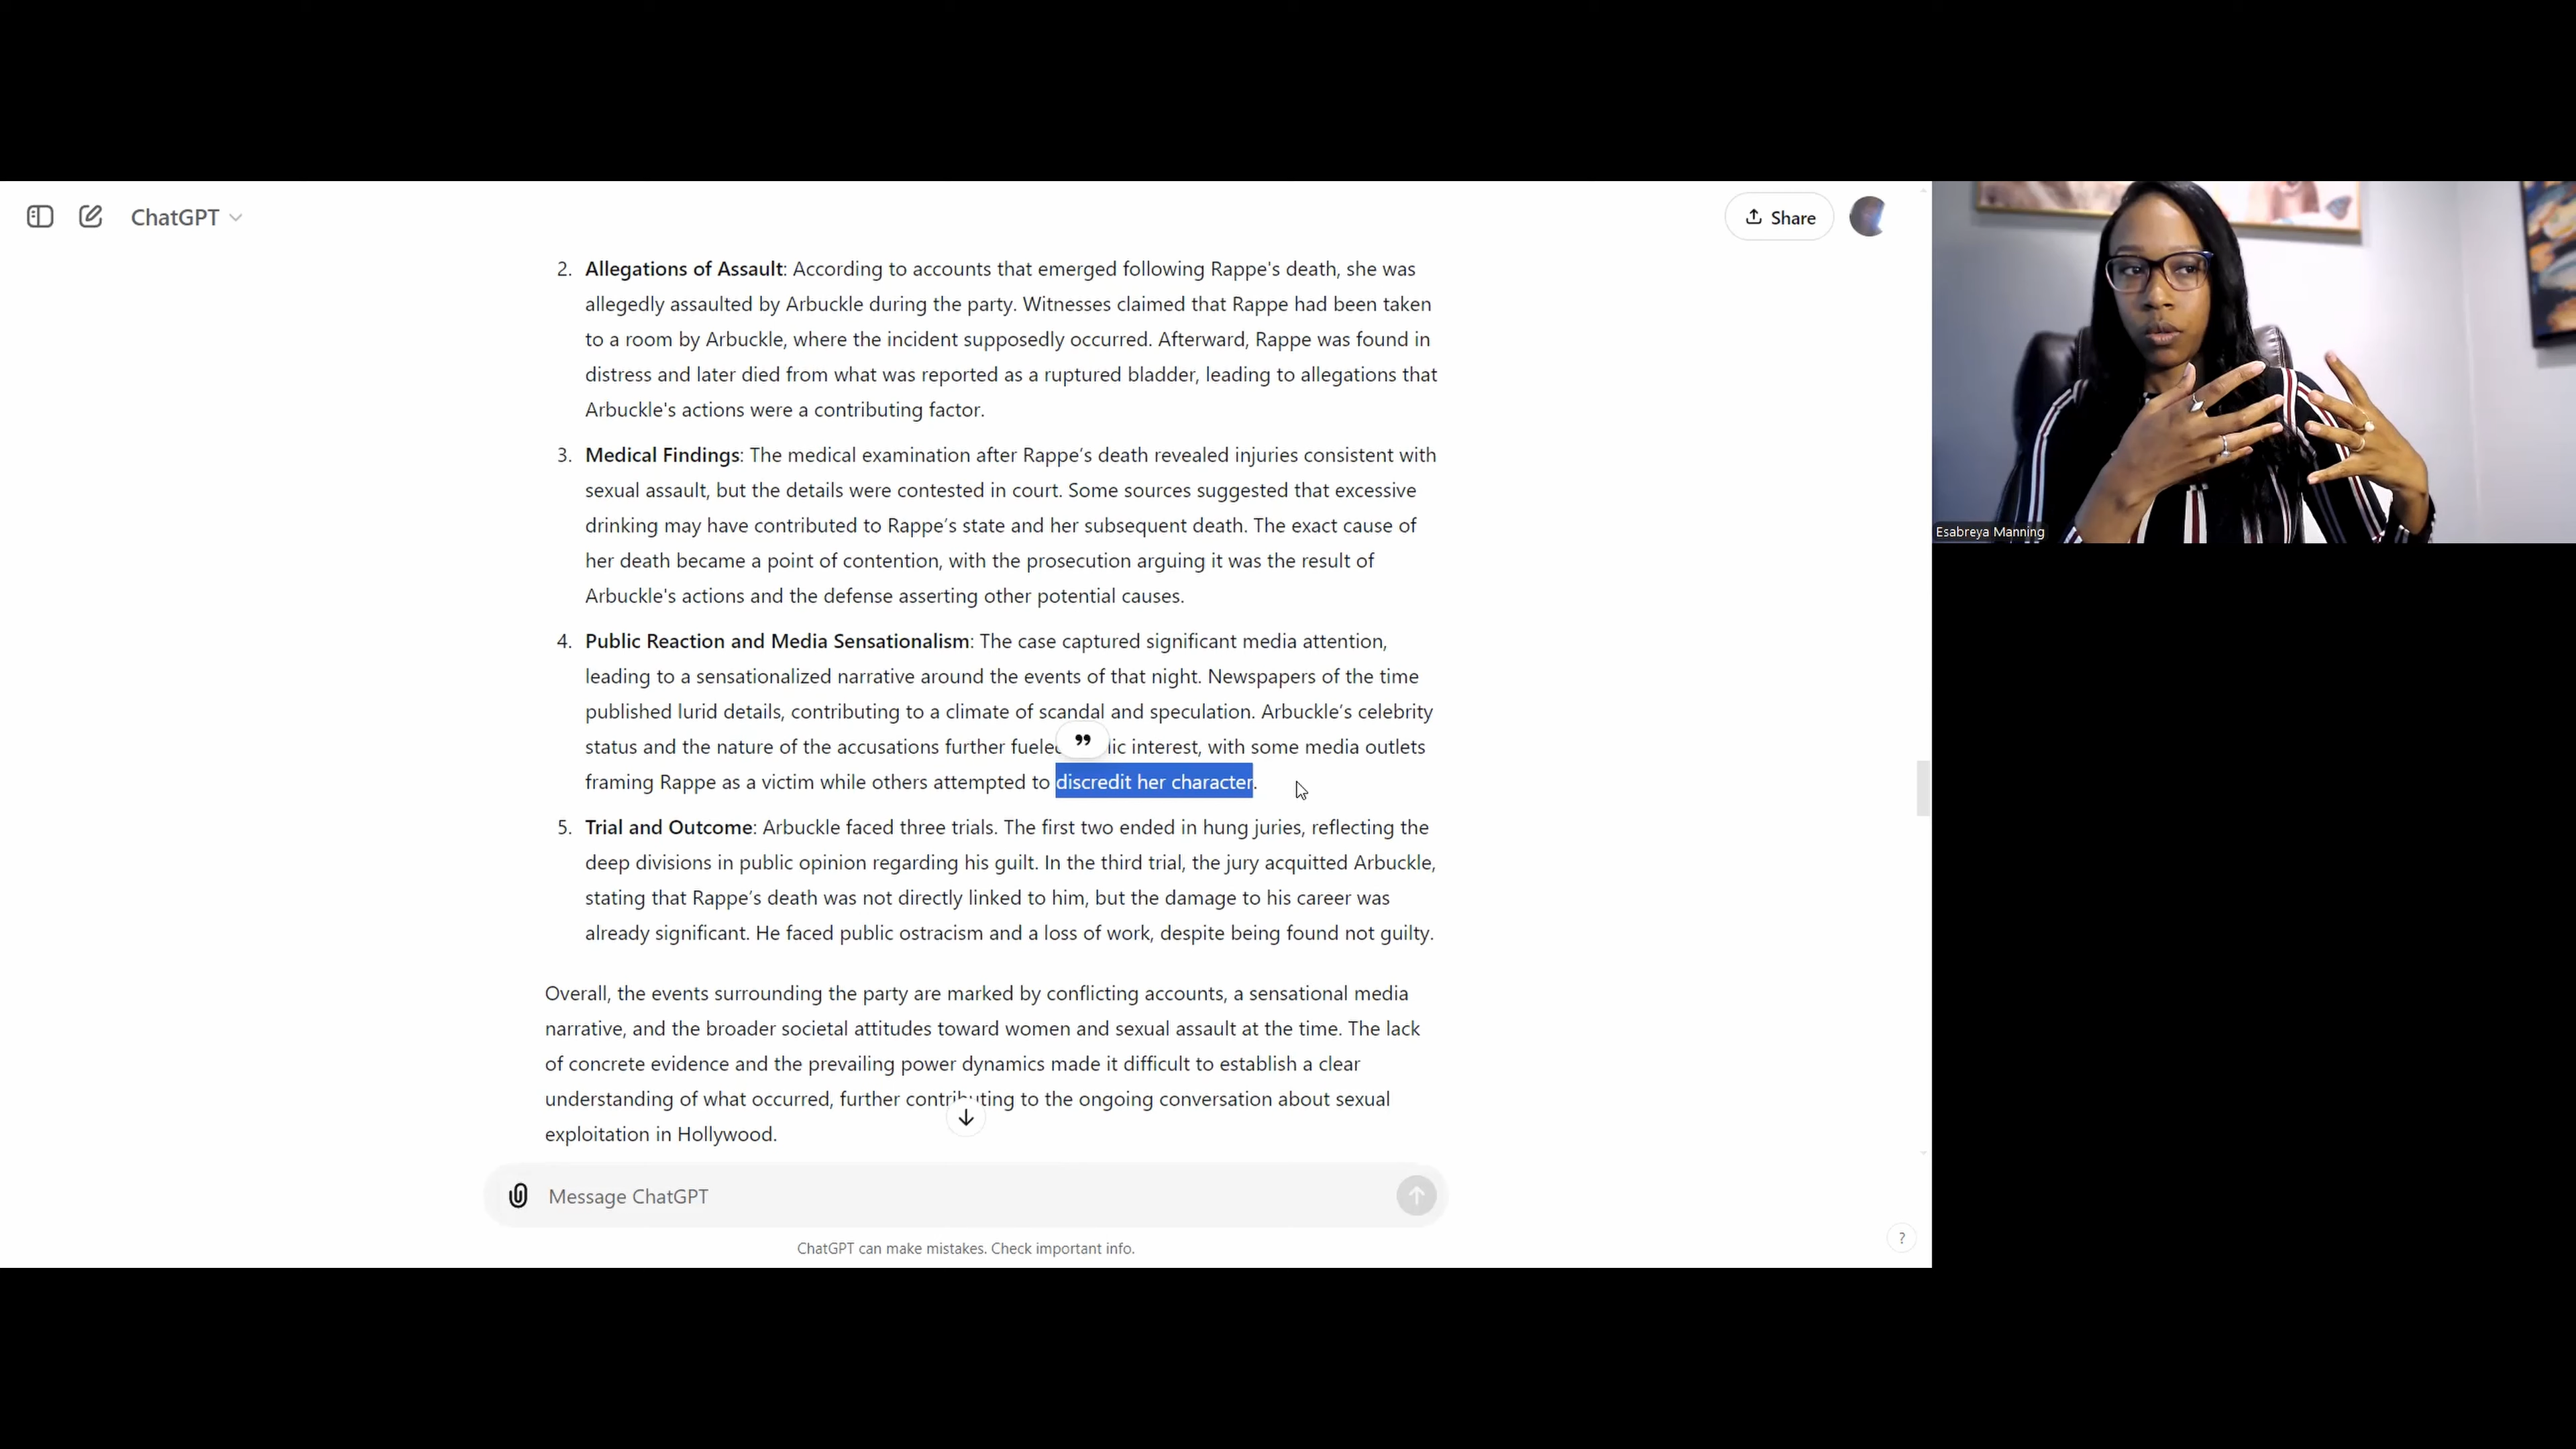 ChatGPT
Share
2. Allegations of Assault: According to accounts that emerged following Rappe's death, she was
allegedly assaulted by Arbuckle during the party. Witnesses claimed that Rappe had been taken
to a room by Arbuckle, where the incident supposedly occurred. Afterward, Rappe was found in
distress and later died from what was reported as a ruptured bladder, leading to allegations that
Arbuckle's actions were a contributing factor.
3. Medical Findings: The medical examination after Rappe’s death revealed injuries consistent with
sexual assault, but the details were contested in court. Some sources suggested that excessive
drinking may have contributed to Rappe’s state and her subsequent death. The exact cause of
her death became a point of contention, with the prosecution arguing it was the result of
Arbuckle's actions and the defense asserting other potential causes.
4. Public Reaction and Media Sensationalism: The case captured significant media attention,
leading to a sensationalized narrative around the events of that night. Newspapers of the time
published lurid details, contributing to a climate of scandal and speculation. Arbuckle’s celebrity
status and the nature of the accusations further interest, with some media outlets
framing Rappe as a victim while others attempted to discredit her character.
5. Trial and Outcome: Arbuckle faced three trials. The first two ended in hung juries, reflecting the
deep divisions in public opinion regarding his guilt. In the third trial, the jury acquitted Arbuckle,
stating that Rappe’s death was not directly linked to him, but the damage to his career was
already significant. He faced public ostracism and a loss of work, despite being found not guilty.
Overall, the events surrounding the party are marked by conflicting accounts, a sensational media
narrative, and the broader societal attitudes toward women and sexual assault at the time. The lack
of concrete evidence and the prevailing power dynamics made it difficult to establish a clear
understanding of what occurred, further contributing to the ongoing conversation about sexual
exploitation in Hollywood.
Message ChatGPT
ChatGPT can make mistakes. Check important info.
?
Esabreya Manning